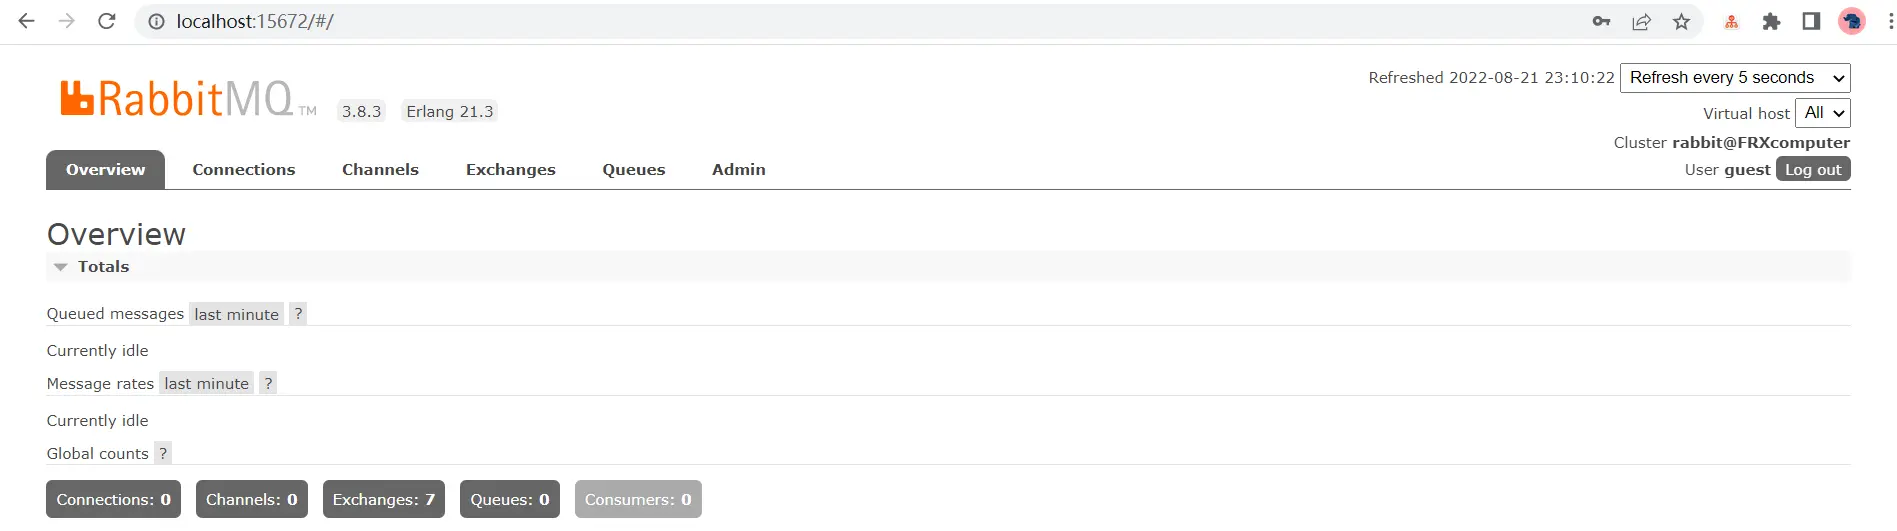 localhost:15672/#/
RabbitMQ™ 3.8.3 Erlang 21.3
Refreshed 2022-08-21 23:10:22 Refresh every 5 seconds
Virtual host All
Cluster rabbit@FRXcomputer
User guest Log out
Overview Connections Channels Exchanges Queues Admin
Overview
Totals
Queued messages last minute ?
Currently idle
Message rates last minute ?
Currently idle
Global counts ?
Connections: 0 Channels: 0 Exchanges: 7 Queues: 0 Consumers: 0